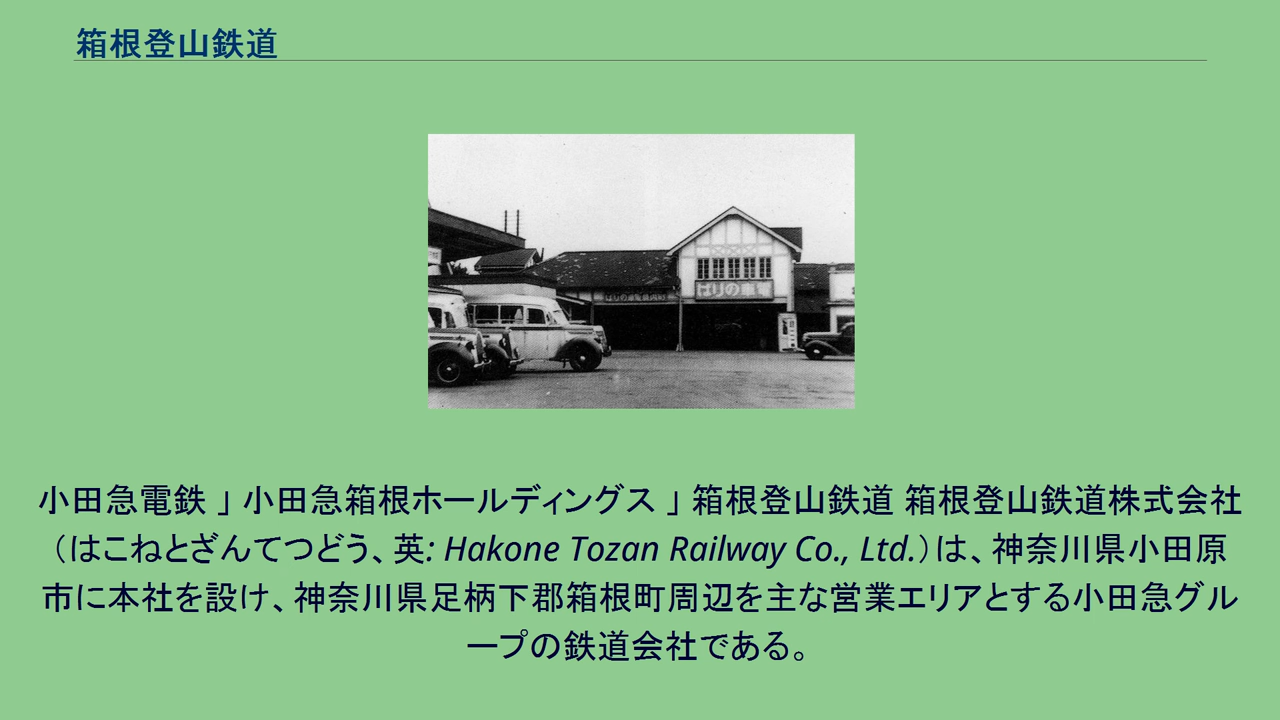 箱根登山鉄道
ばりの車電
小田急電鉄 」 小田急箱根ホールディングス 」 箱根登山鉄道 箱根登山鉄道株式会社
（はこねとざんてつどう、英: Hakone Tozan Railway Co., Ltd.）は、神奈川県小田原
市に本社を設け、神奈川県足柄下郡箱根町周辺を主な営業エリアとする小田急グル
ープの鉄道会社である。